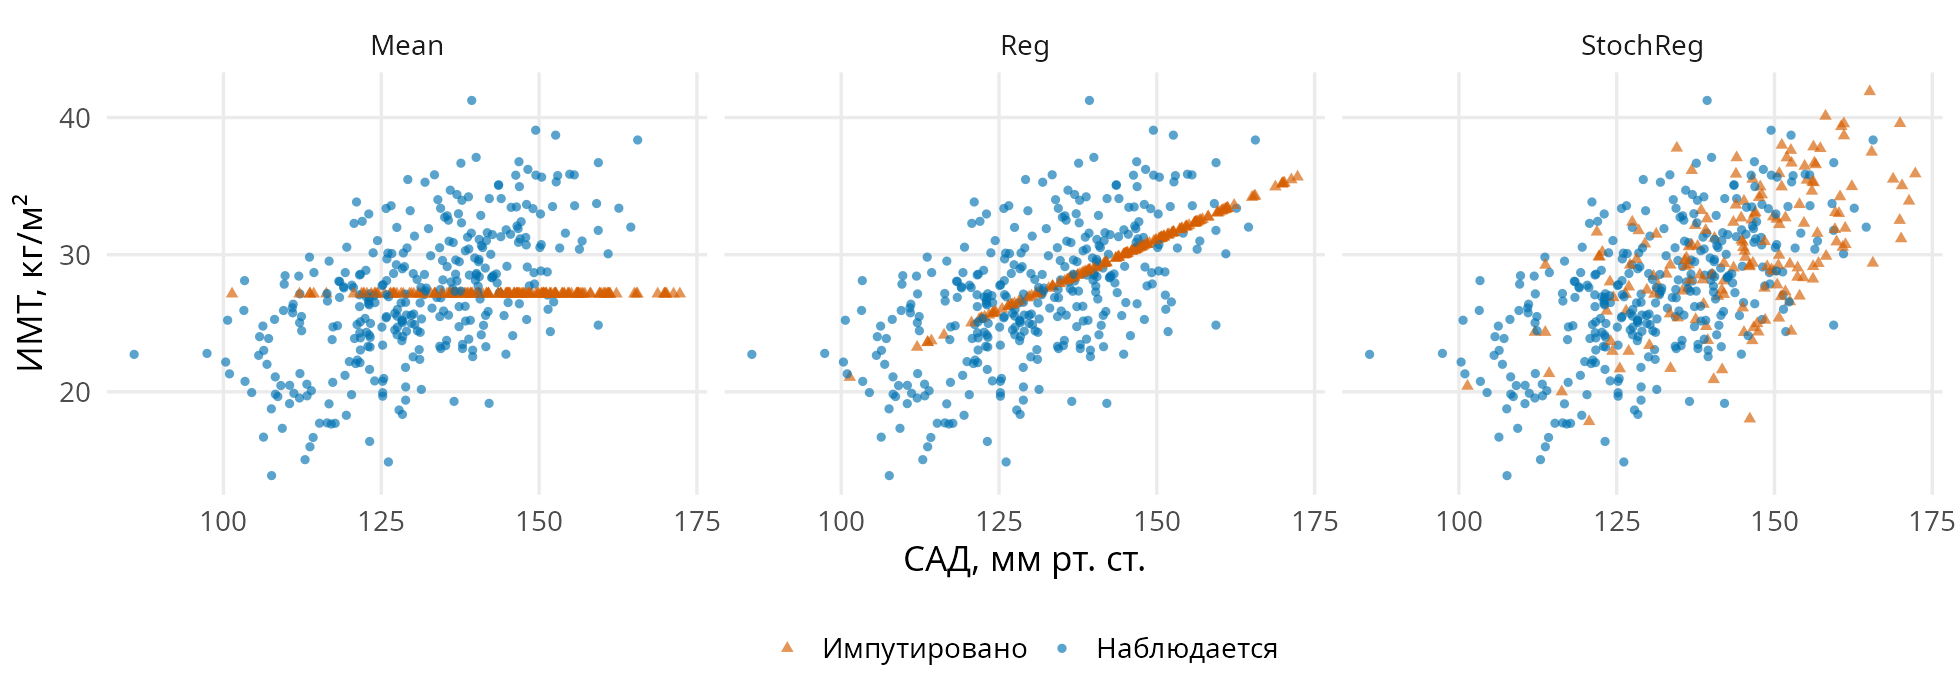 Mean Reg StochReg
ИМТ, кг/м²
40
30
20
100 125 150 175 100 125 150 175 100 125 150 175
САД, мм рт. ст.
Импутировано Наблюдается